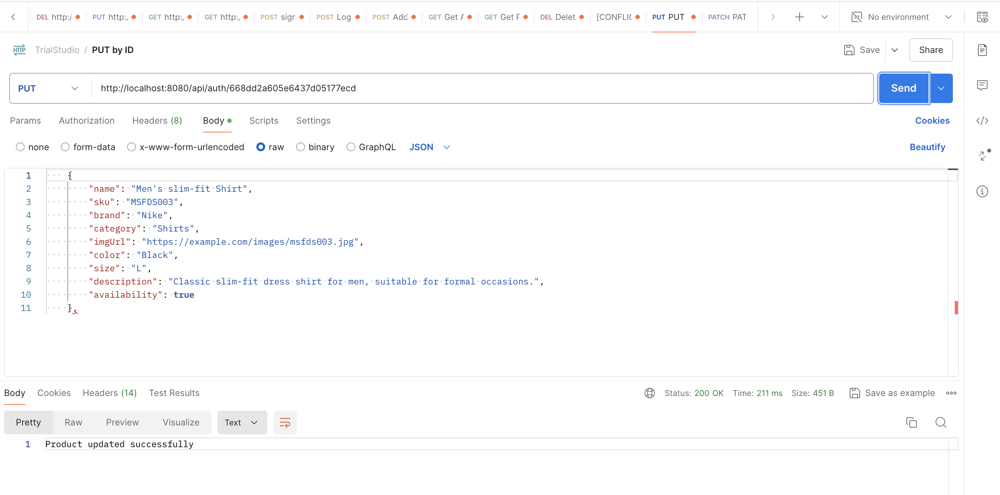 DEL http:/ PUT http:, GET http:, GET http:, POST sigr POST Log POST Add GET Get A GET Get F DEL Delet [CONFLIC PUT PUT PATCH PAT No environment
HTTP TrialStudio / PUT by ID Save Share
PUT http://localhost:8080/api/auth/668dd2a605e6437d05177ecd Send
Params Authorization Headers (8) Body Scripts Settings Cookies
none form-data x-www-form-urlencoded raw binary GraphQL JSON Beautify
1 {
2 "name": "Men's slim-fit Shirt",
3 "sku": "MSFDS003",
4 "brand": "Nike",
5 "category": "Shirts",
6 "imgUrl": "https://example.com/images/msfds003.jpg",
7 "color": "Black",
8 "size": "L",
9 "description": "Classic slim-fit dress shirt for men, suitable for formal occasions.",
10 "availability": true
11 },
Body Cookies Headers (14) Test Results Status: 200 OK Time: 211 ms Size: 451 B Save as example
Pretty Raw Preview Visualize Text
1 Product updated successfully